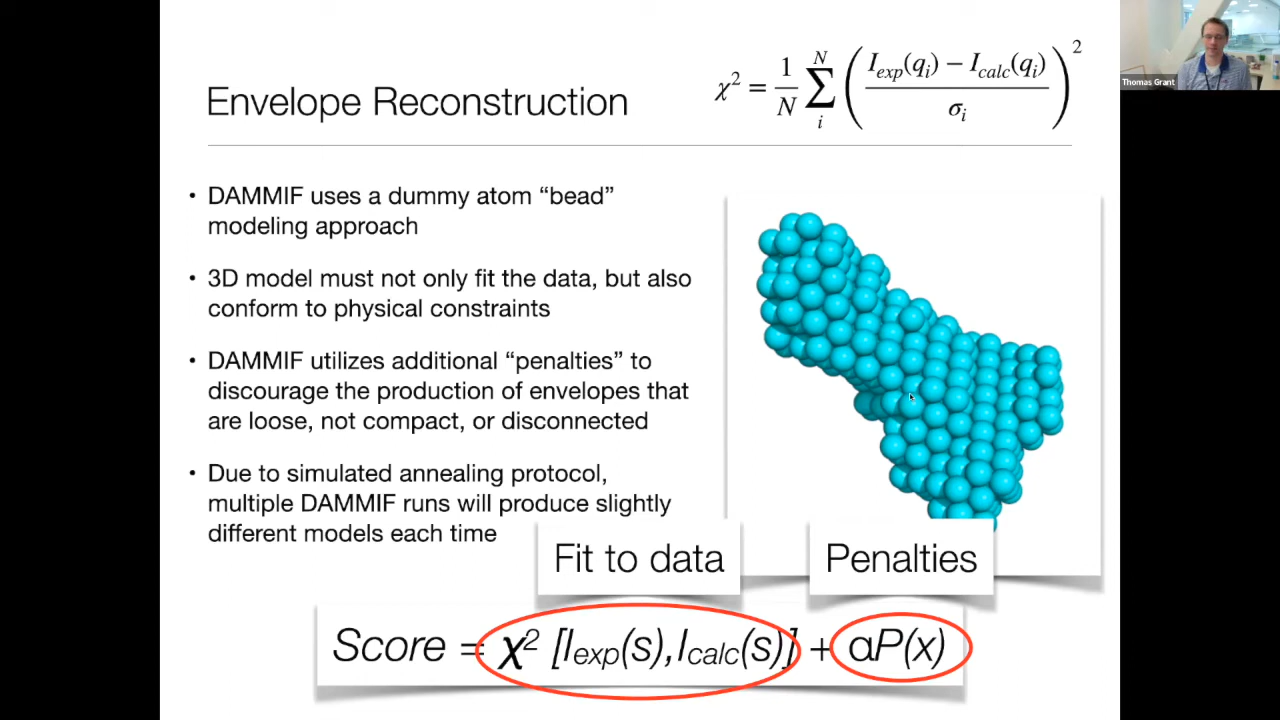 Envelope Reconstruction
χ² = 1/N ∑ᵢᴺ ( (I_exp(q_i) − I_calc(q_i)) / σ_i )²
Thomas Grant
• DAMMIF uses a dummy atom “bead”
modeling approach
• 3D model must not only fit the data, but also
conform to physical constraints
• DAMMIF utilizes additional “penalties” to
discourage the production of envelopes that
are loose, not compact, or disconnected
• Due to simulated annealing protocol,
multiple DAMMIF runs will produce slightly
different models each time
Fit to data
Penalties
Score = χ² [I_exp(s),I_calc(s)] + αP(x)